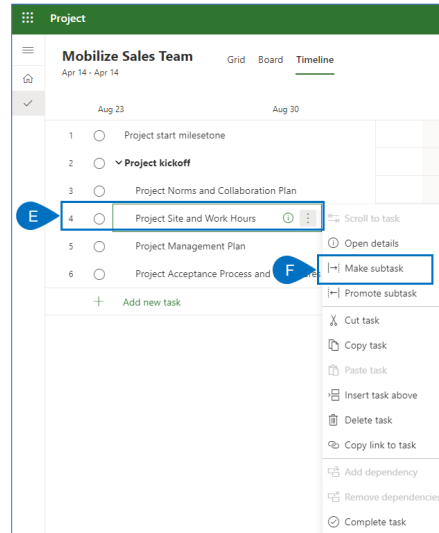 Project
Mobilize Sales Team
Grid Board Timeline
Apr 14 - Apr 14
Aug 23 Aug 30
1 Project start milesetone
2 Project kickoff
3 Project Norms and Collaboration Plan
E
4 Project Site and Work Hours
5 Project Management Plan
6 Project Acceptance Process and
Add new task
Scroll to task
Open details
F
Make subtask
Promote subtask
Cut task
Copy task
Paste task
Insert task above
Delete task
Copy link to task
Add dependency
Remove dependencies
Complete task